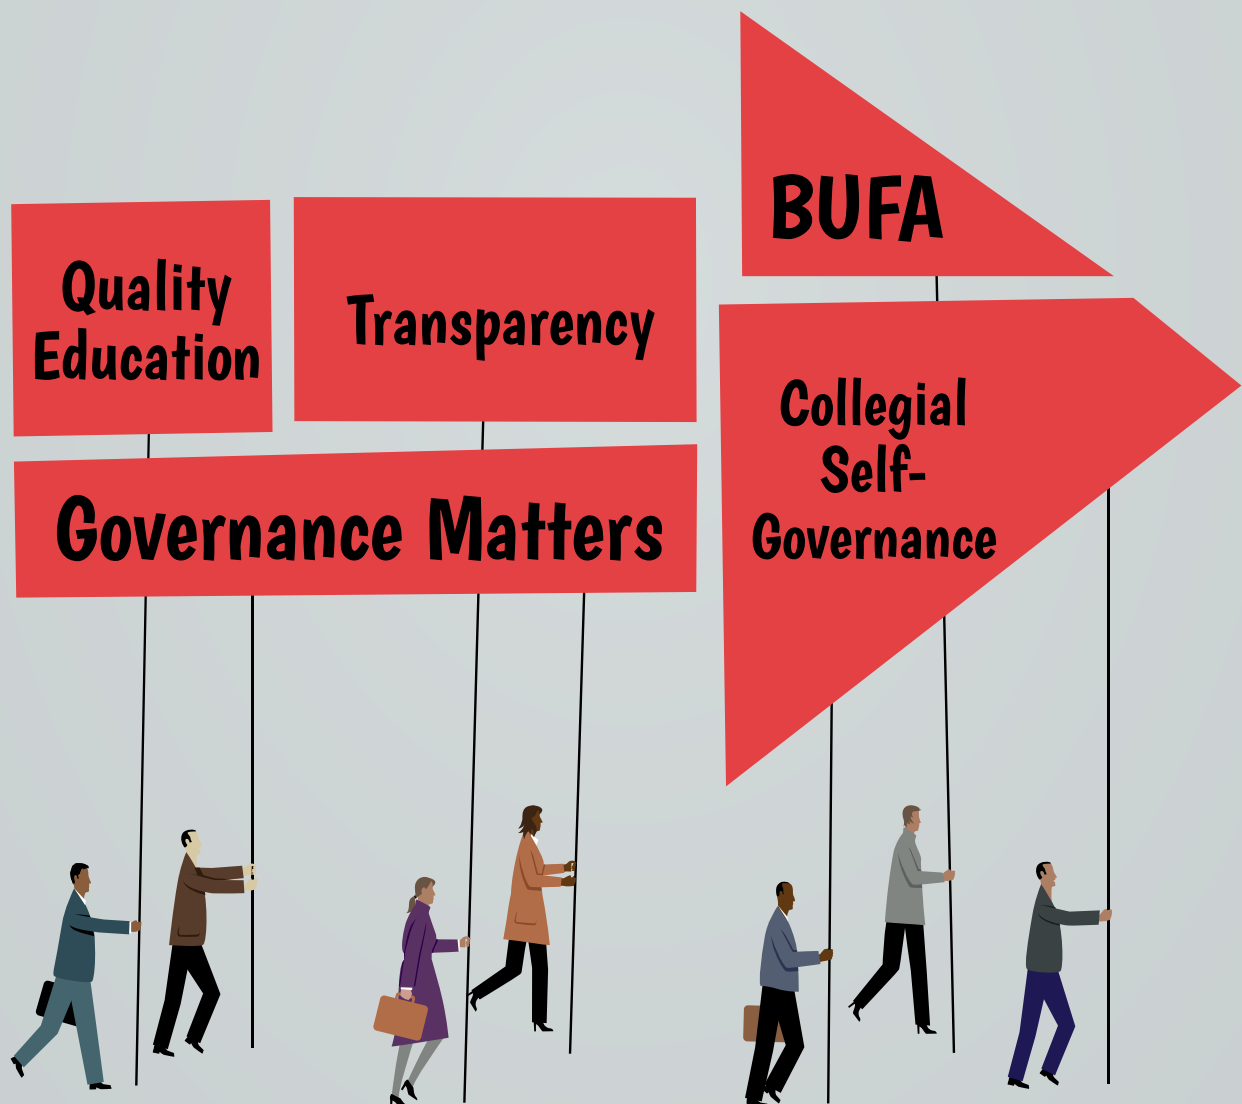 Quality
Education
Transparency
Governance Matters
BUFA
Collegial
Self-
Governance